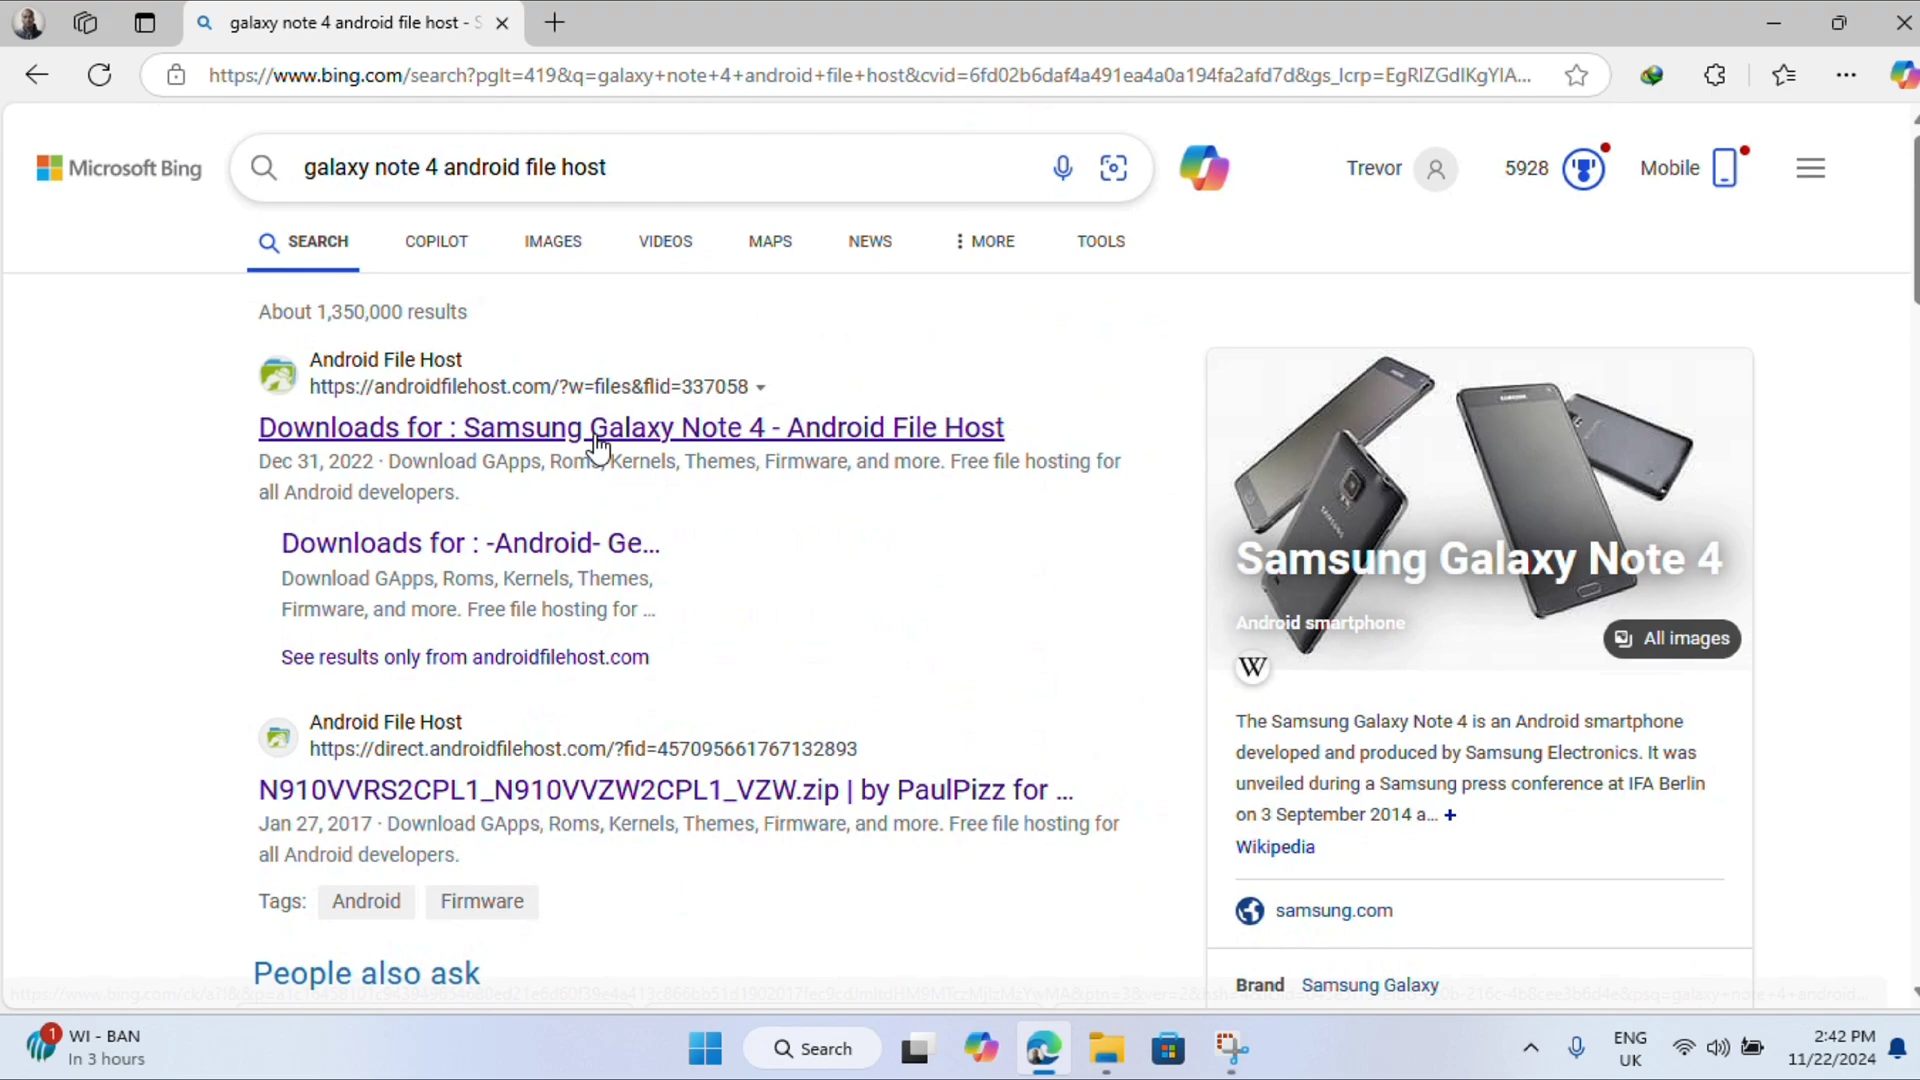 galaxy note 4 android file host - S
https://www.bing.com/search?pglt=419&q=galaxy+note+4+android+file+host&cvid=6fd02b6daf4a491ea4a0a194fa2afd7d&gs_lcrp=EgRlZGdlKgYIA...
Microsoft Bing
galaxy note 4 android file host
Trevor
5928
Mobile
SEARCH
COPILOT
IMAGES
VIDEOS
MAPS
NEWS
MORE
TOOLS
About 1,350,000 results
Android File Host
https://androidfilehost.com/?w=files&flid=337058
Downloads for : Samsung Galaxy Note 4 - Android File Host
Dec 31, 2022 · Download GApps, Roms, Kernels, Themes, Firmware, and more. Free file hosting for
all Android developers.
Downloads for : -Android- Ge...
Download GApps, Roms, Kernels, Themes,
Firmware, and more. Free file hosting for ...
See results only from androidfilehost.com
Android File Host
https://direct.androidfilehost.com/?fid=457095661767132893
N910VVRS2CPL1_N910VVZW2CPL1_VZW.zip | by PaulPizz for ...
Jan 27, 2017 · Download GApps, Roms, Kernels, Themes, Firmware, and more. Free file hosting for
all Android developers.
Tags: Android Firmware
People also ask
SAMSUNG
SAMSUNG
Samsung Galaxy Note 4
Android smartphone
All images
W
The Samsung Galaxy Note 4 is an Android smartphone
developed and produced by Samsung Electronics. It was
unveiled during a Samsung press conference at IFA Berlin
on 3 September 2014 a... +
Wikipedia
samsung.com
Brand Samsung Galaxy
1
WI - BAN
In 3 hours
Search
ENG
UK
2:42 PM
11/22/2024